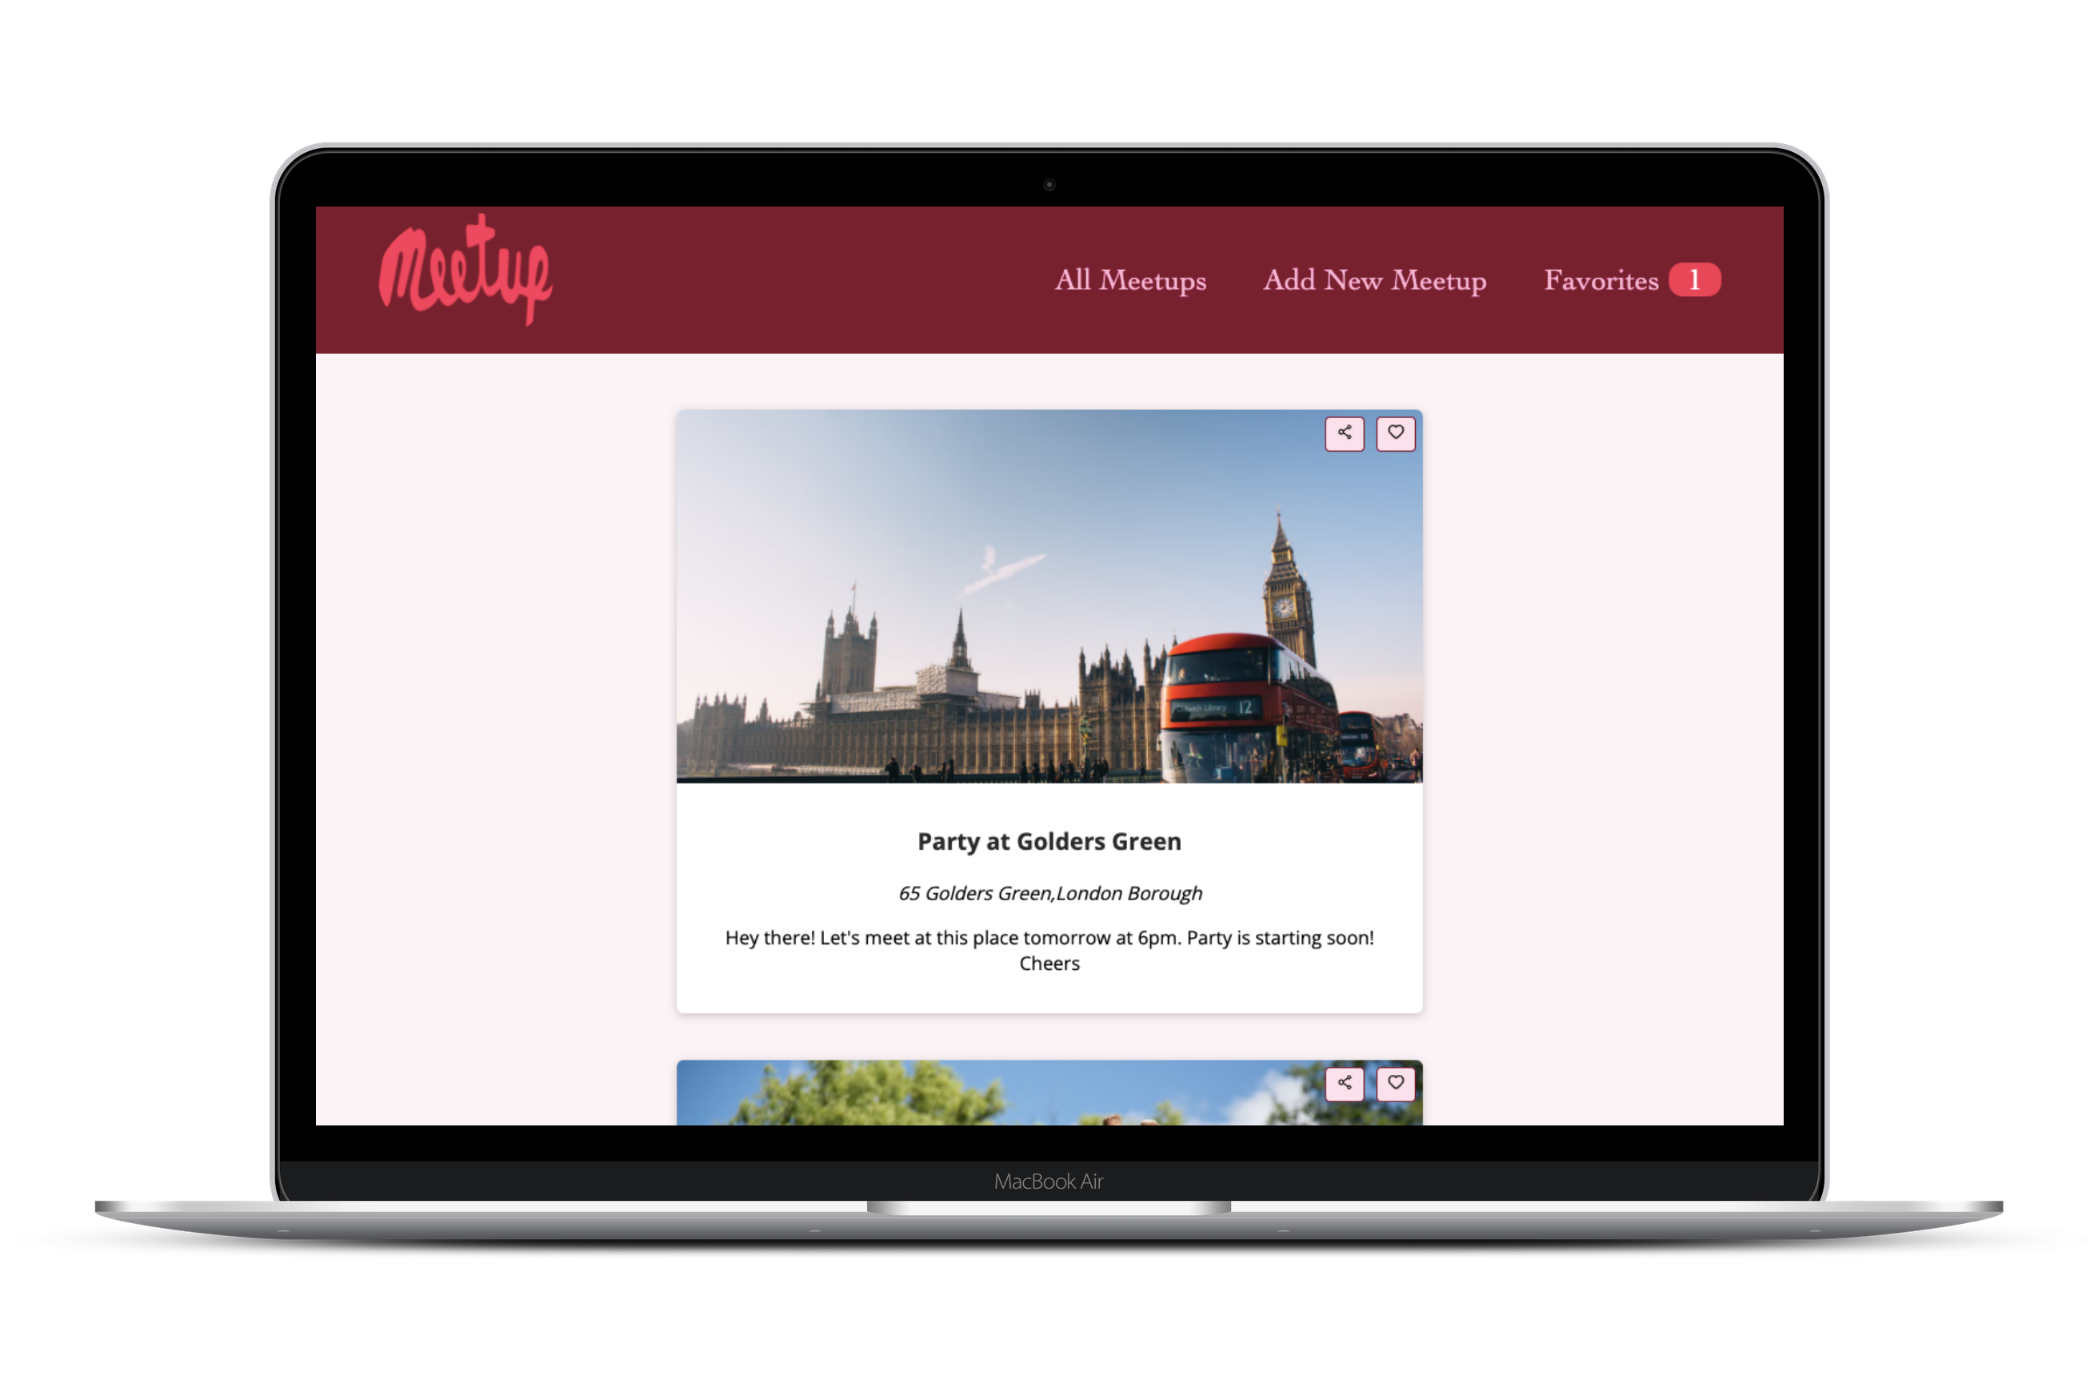 Meetup
All Meetups Add New Meetup Favorites 1
12
Party at Golders Green
65 Golders Green,London Borough
Hey there! Let's meet at this place tomorrow at 6pm. Party is starting soon!
Cheers
MacBook Air